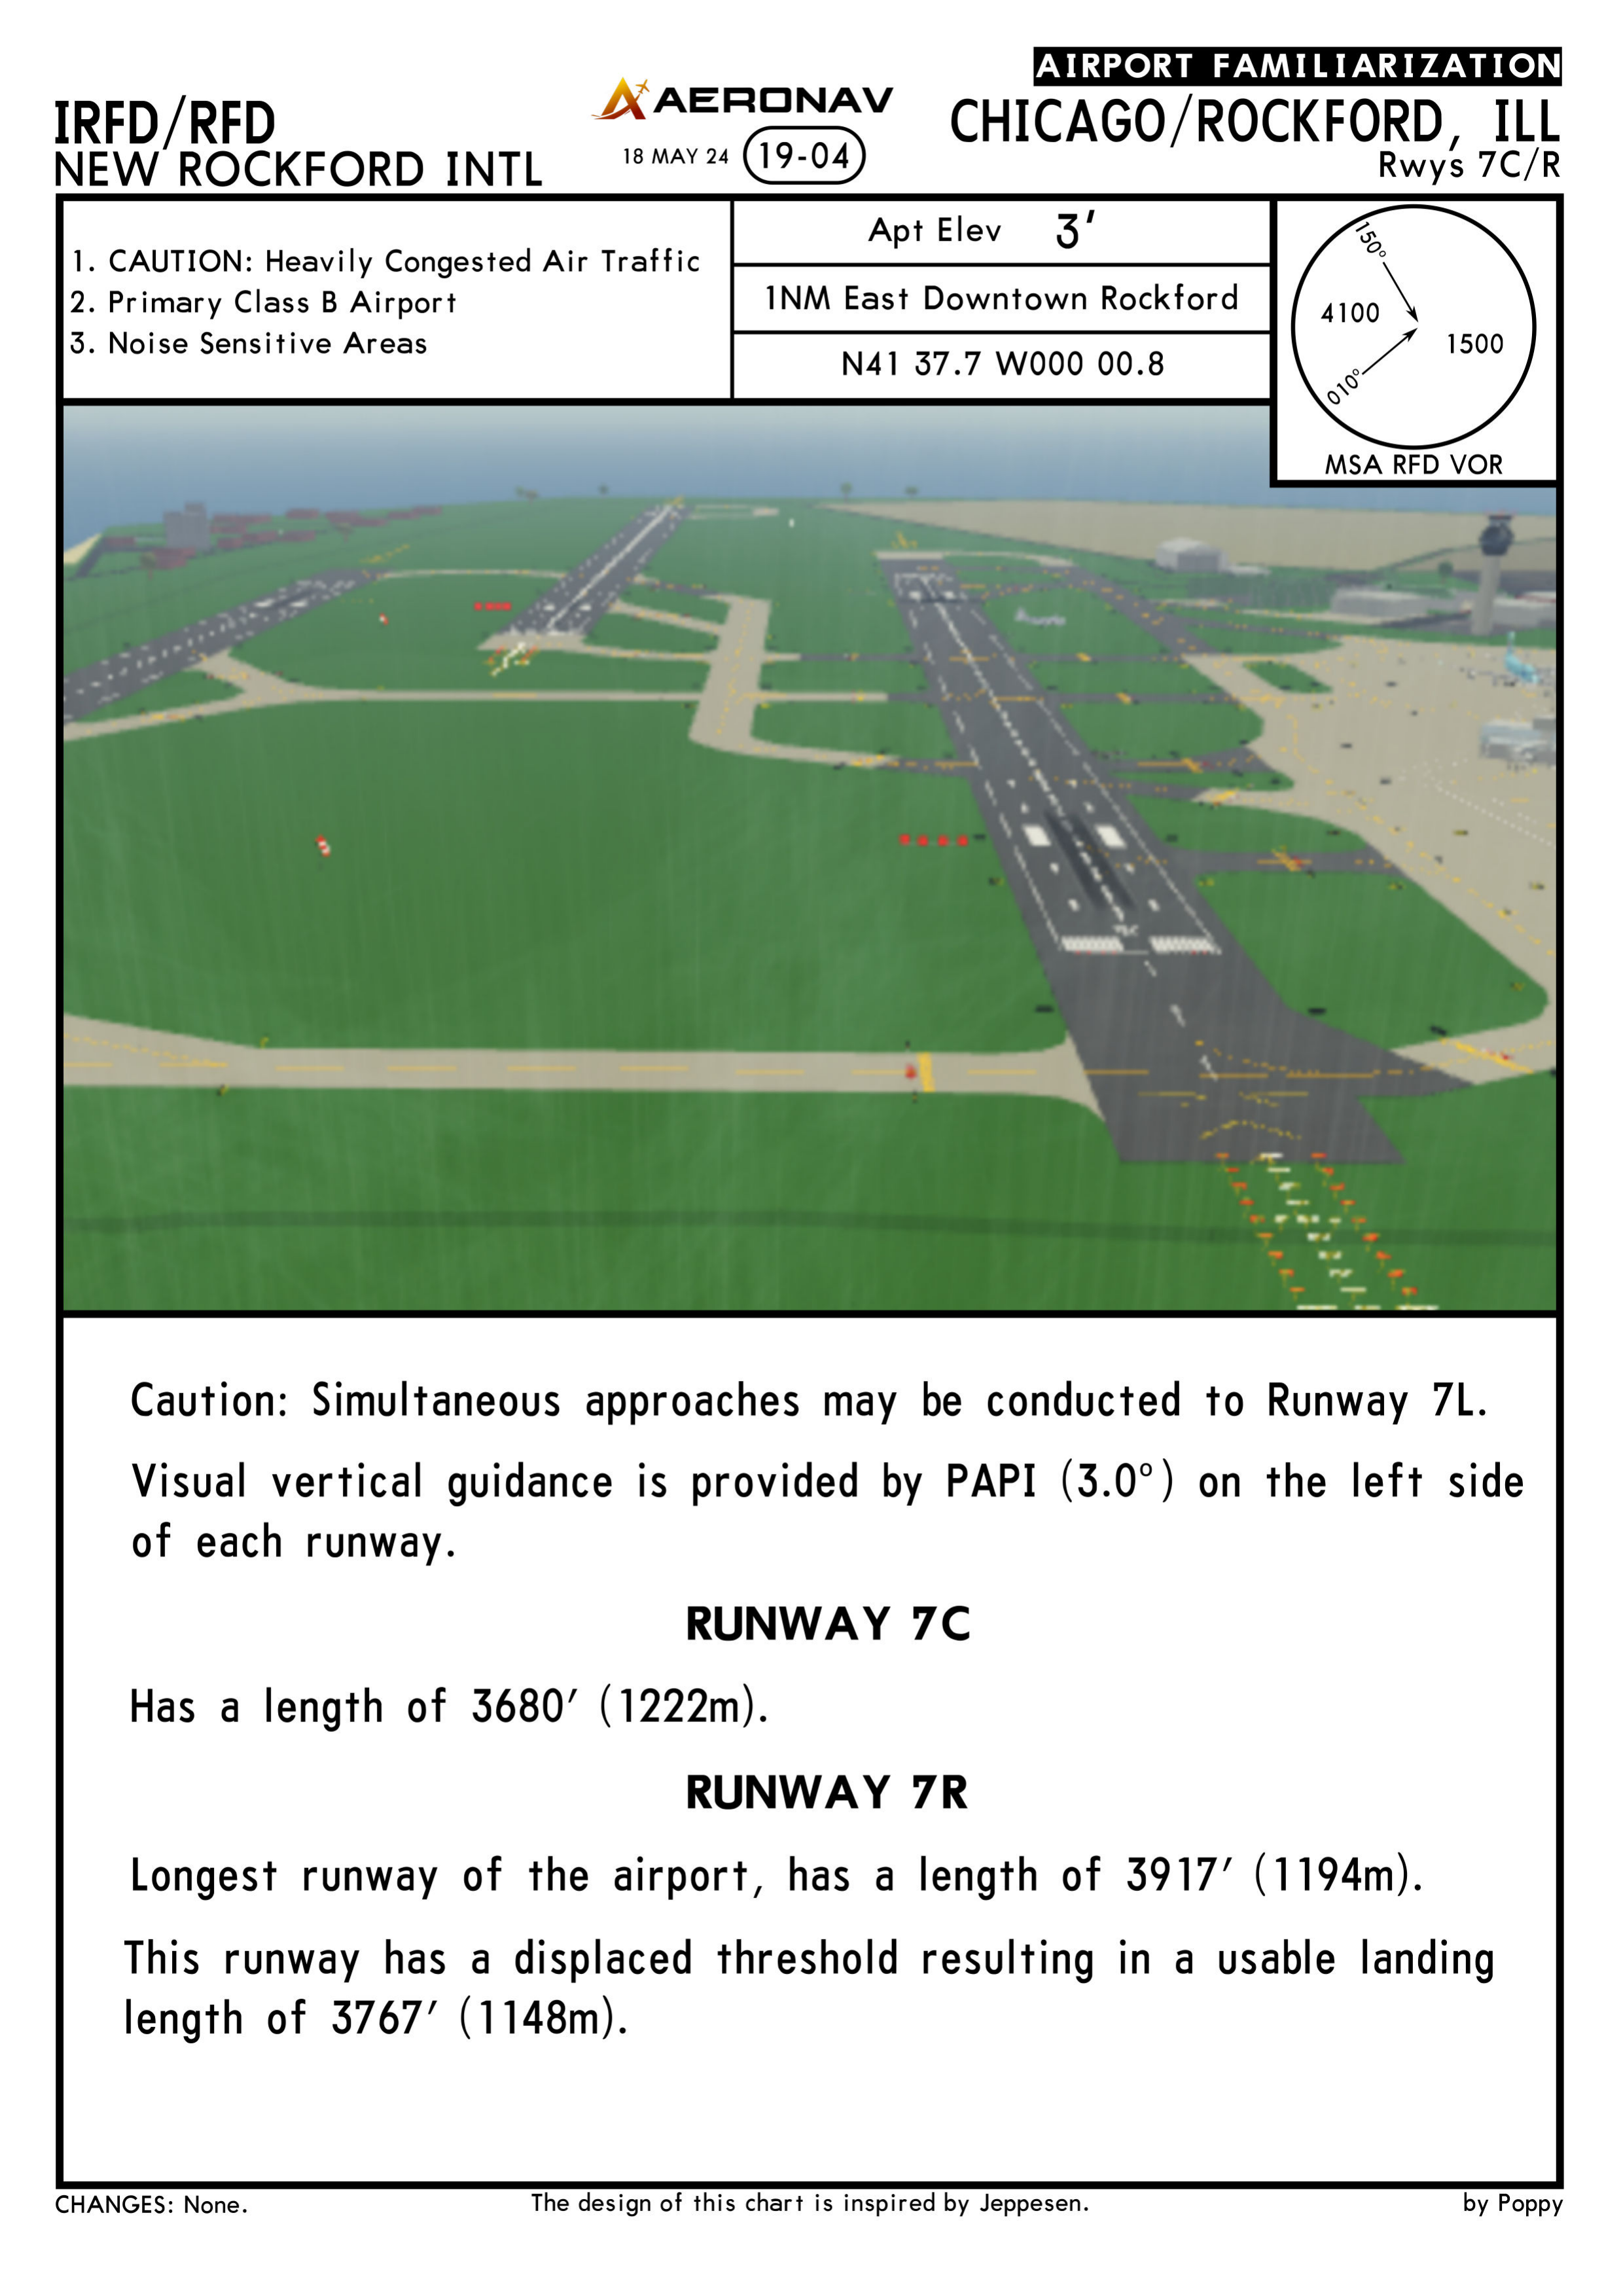 AIRPORT FAMILIARIZATION
IRFD/RFD
NEW ROCKFORD INTL
AERONAV
18 MAY 24 19-04
CHICAGO/ROCKFORD, ILL
Rwys 7C/R
1. CAUTION: Heavily Congested Air Traffic
2. Primary Class B Airport
3. Noise Sensitive Areas
Apt Elev 3'
1NM East Downtown Rockford
N41 37.7 W000 00.8
150°
4100
1500
010°
MSA RFD VOR
Caution: Simultaneous approaches may be conducted to Runway 7L.
Visual vertical guidance is provided by PAPI (3.0°) on the left side
of each runway.
RUNWAY 7C
Has a length of 3680' (1222m).
RUNWAY 7R
Longest runway of the airport, has a length of 3917' (1194m).
This runway has a displaced threshold resulting in a usable landing
length of 3767' (1148m).
CHANGES: None.
The design of this chart is inspired by Jeppesen.
by Poppy